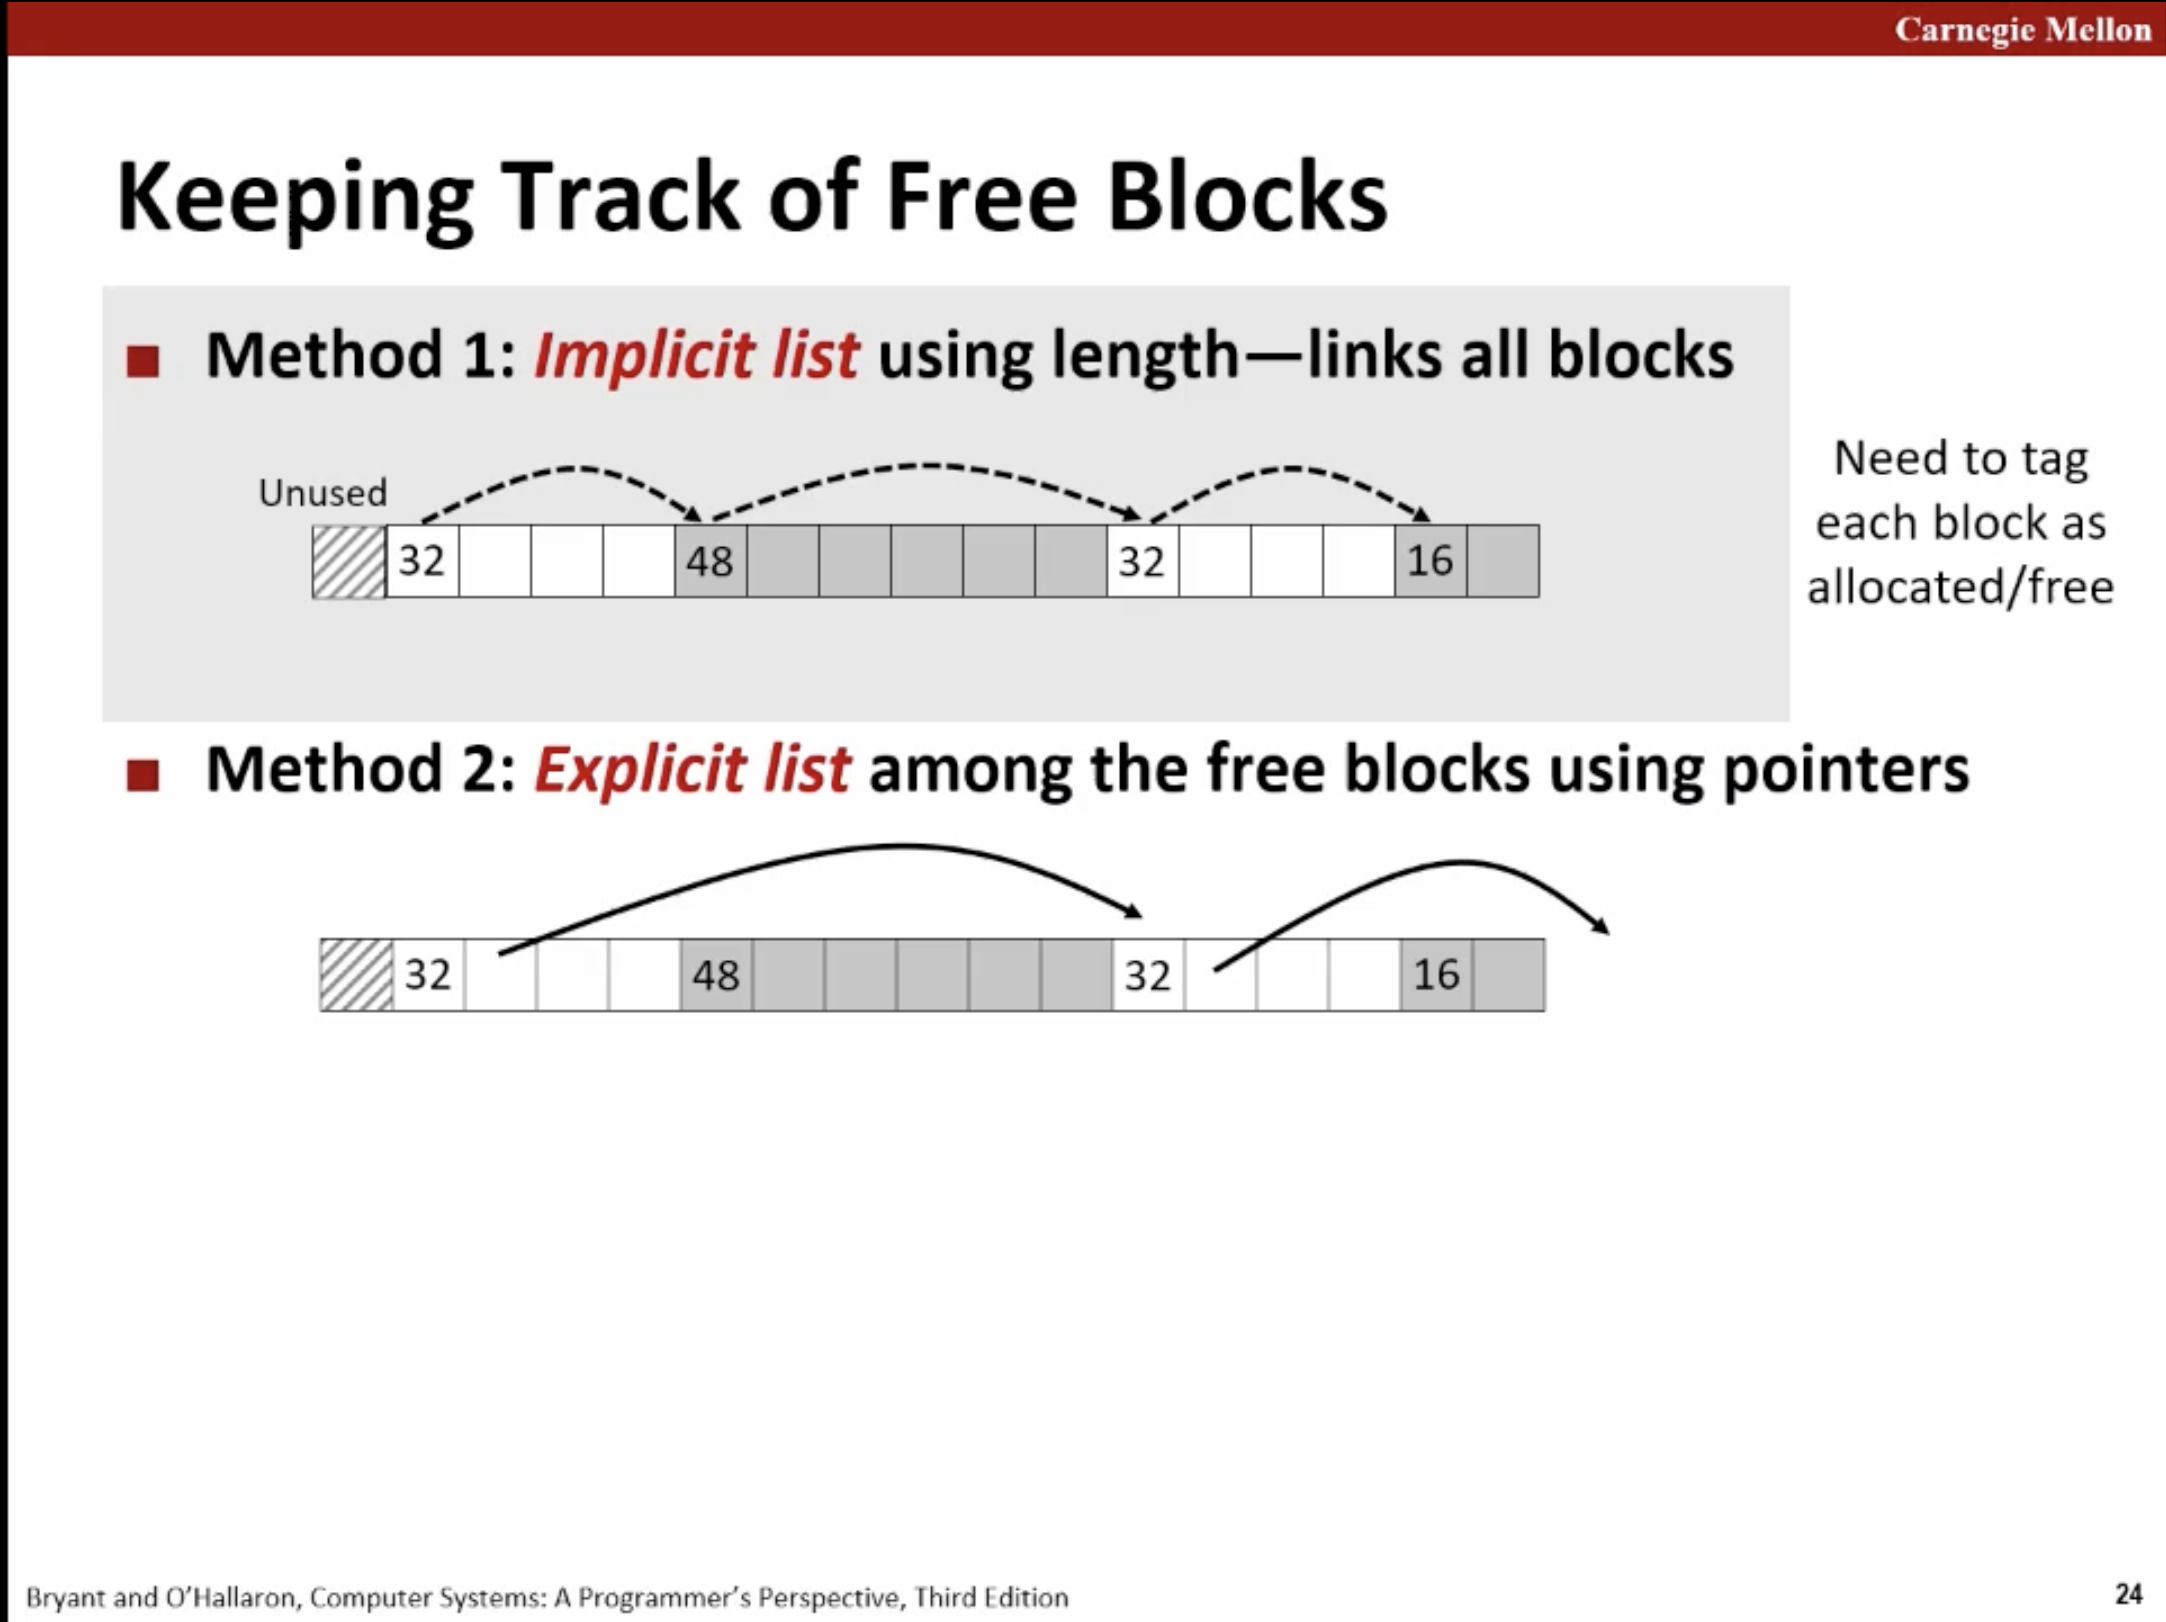 Carnegie Mellon
Keeping Track of Free Blocks
■ Method 1: Implicit list using length—links all blocks
Unused
32 48 32 16
Need to tag
each block as
allocated/free
■ Method 2: Explicit list among the free blocks using pointers
32 48 32 16
Bryant and O’Hallaron, Computer Systems: A Programmer’s Perspective, Third Edition
24